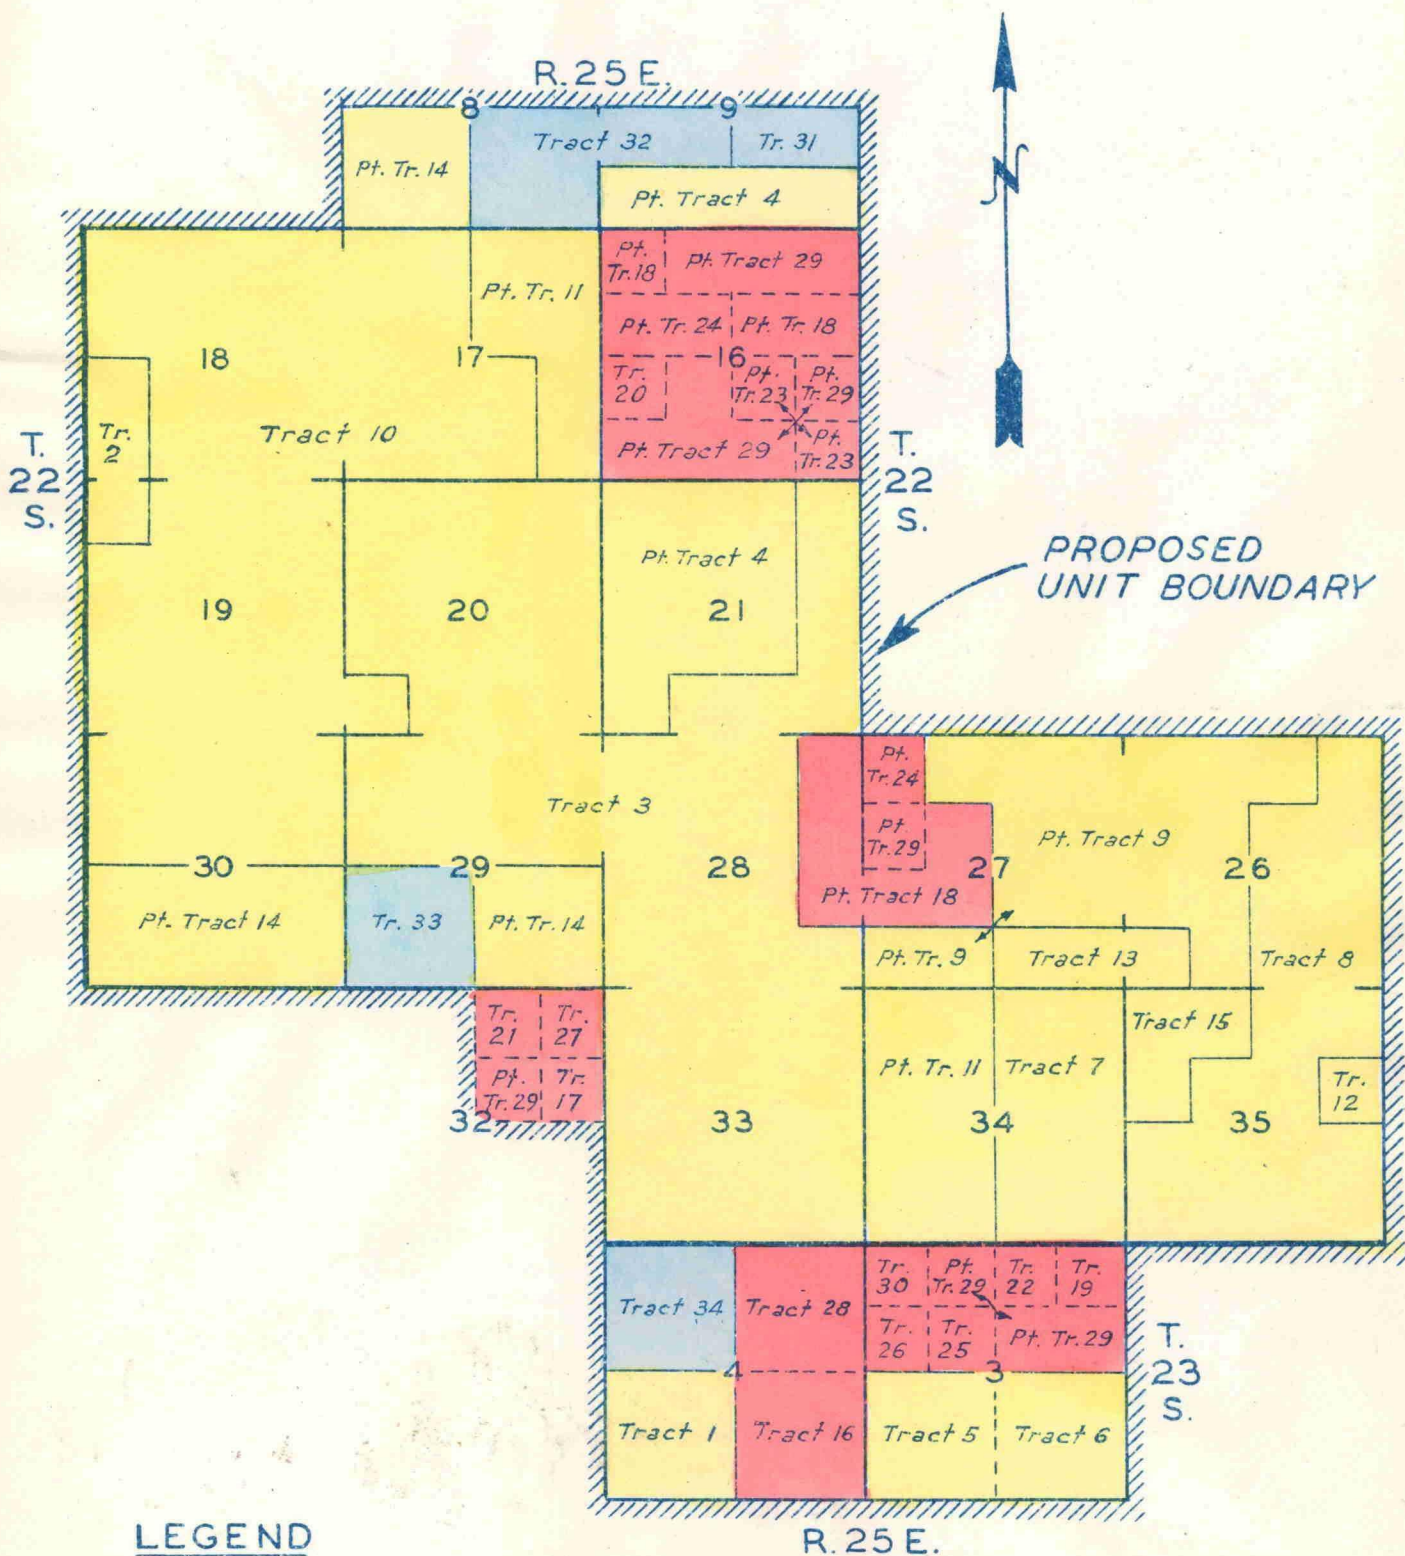 R. 25 E.
8
9
Tract 32
Tr. 31
Pt. Tr. 14
Pt. Tract 4
N
Pt.
Tr. 18
Pt. Tract 29
Pt. Tr. 11
Pt. Tr. 24
Pt. Tr. 18
18
17
16
Tr.
20
Pt.
Tr. 23
Pt.
Tr. 29
Tr.
2
Tract 10
Pt. Tract 29
Pt.
Tr. 23
T.
22
S.
T.
22
S.
Pt. Tract 4
PROPOSED
UNIT BOUNDARY
19
20
21
Pt.
Tr. 24
Tract 3
Pt.
Tr. 29
Pt. Tract 9
30
29
28
27
26
Pt. Tract 18
Pt. Tract 14
Tr. 33
Pt. Tr. 14
Pt. Tr. 9
Tract 13
Tract 8
Tr.
21
Tr.
27
Tract 15
Pt.
Tr. 29
Tr.
17
Pt. Tr. 11
Tract 7
Tr.
12
32
33
34
35
Tract 34
Tract 28
Tr.
30
Pt.
Tr. 29
Tr.
22
Tr.
19
Tr.
26
Tr.
25
Pt. Tr. 29
4
3
T.
23
S.
Tract 1
Tract 16
Tract 5
Tract 6
LEGEND
R. 25 E.